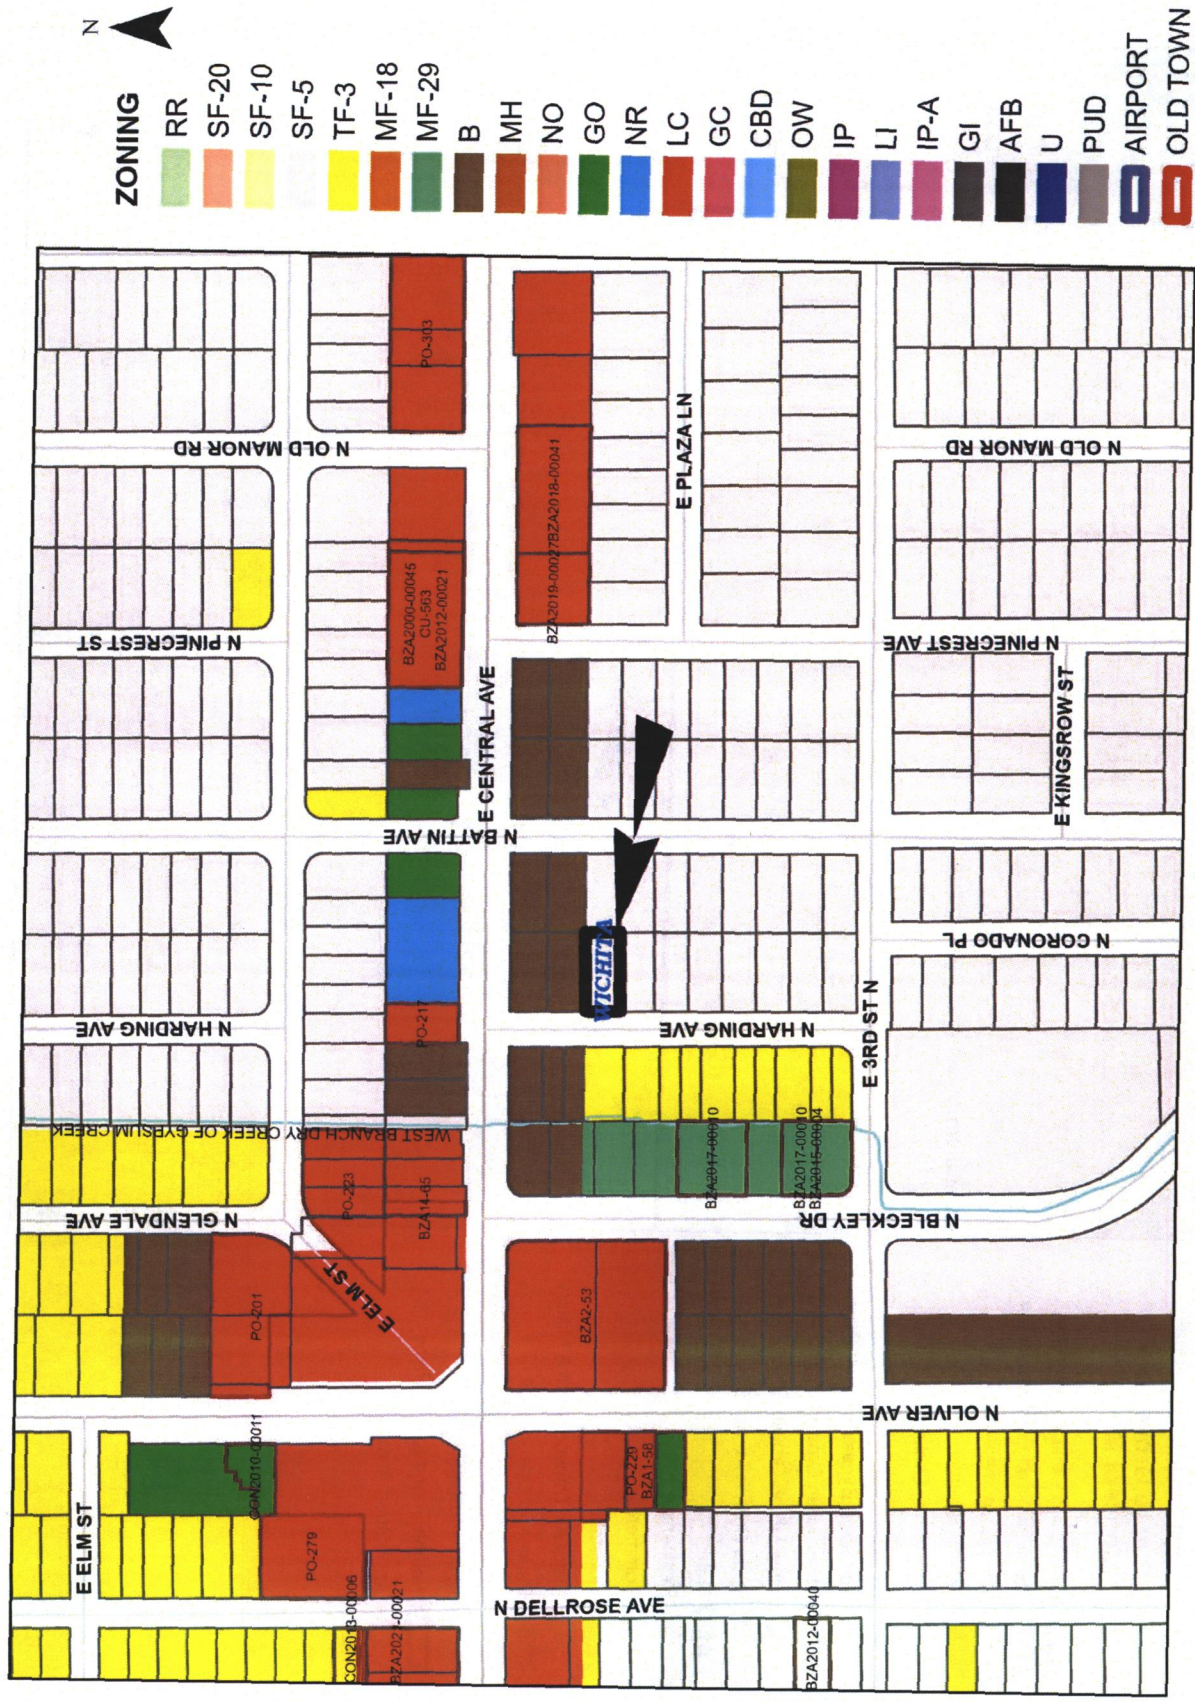 N
ZONING
RR
SF-20
SF-10
SF-5
TF-3
MF-18
MF-29
B
MH
NO
GO
NR
LC
GC
CBD
OW
IP
LI
IP-A
GI
AFB
U
PUD
AIRPORT
OLD TOWN
N OLD MANOR RD
N OLD MANOR RD
PO-303
E PLAZA LN
BZA2019-00027BZA2018-00041
N PINECREST ST
N PINECREST AVE
BZA2000-00045
CU-563
BZA2012-00021
E CENTRAL AVE
E KINGSROW ST
N BATTIN AVE
WICHITA
N CORONADO PL
N HARDING AVE
N HARDING AVE
PO-217
E 3RD ST N
WEST BRANCH DRY CREEK OF GYPSUM CREEK
PO-223
BZA14-65
BZA2017-00010
BZA2017-00010
BZA2015-00004
N GLENDALE AVE
N BLECKLEY DR
E ELM ST
PO-201
BZA2-53
N OLIVER AVE
CON2010-00011
PO-229
BZA1-58
E ELM ST
PO-279
N DELLROSE AVE
CON2013-00006
BZA2021-00021
BZA2012-00040